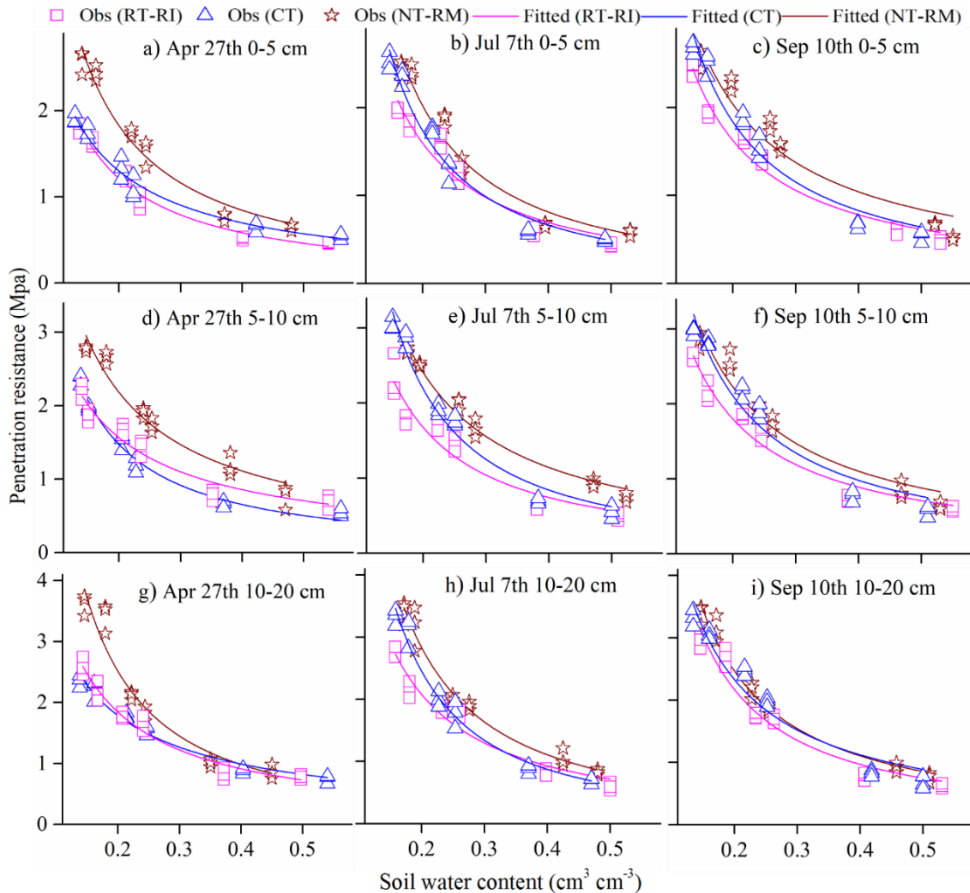 Obs (RT-RI) Obs (CT) Obs (NT-RM) Fitted (RT-RI) Fitted (CT) Fitted (NT-RM)
a) Apr 27th 0-5 cm
b) Jul 7th 0-5 cm
c) Sep 10th 0-5 cm
2
1
0
d) Apr 27th 5-10 cm
e) Jul 7th 5-10 cm
f) Sep 10th 5-10 cm
3
2
1
0
g) Apr 27th 10-20 cm
h) Jul 7th 10-20 cm
i) Sep 10th 10-20 cm
4
3
2
1
0
0.2 0.3 0.4 0.5 0.2 0.3 0.4 0.5 0.2 0.3 0.4 0.5
Penetration resistance (Mpa)
Soil water content (cm³ cm⁻³)